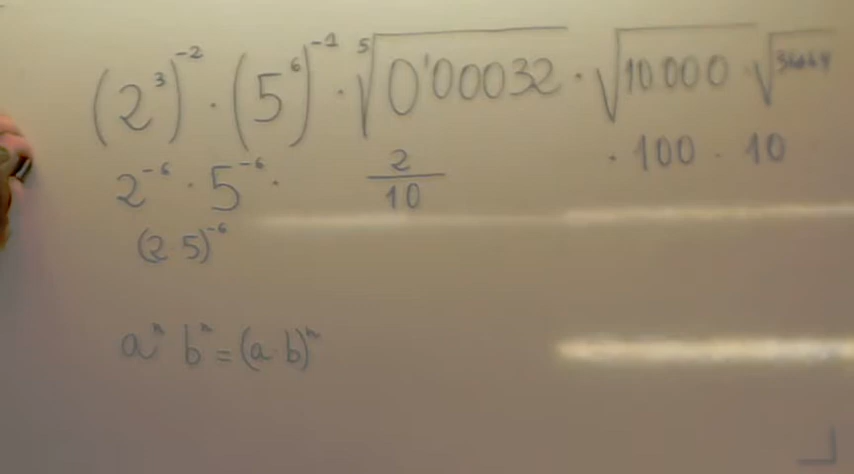 (2³)⁻² · (5⁶)⁻¹ · ⁵√0'00032 · √10000 · √
2⁻⁶ · 5⁻⁶ · 2/10 · 100 · 10
(2 5)⁻⁶
aⁿ bⁿ = (a · b)ⁿ